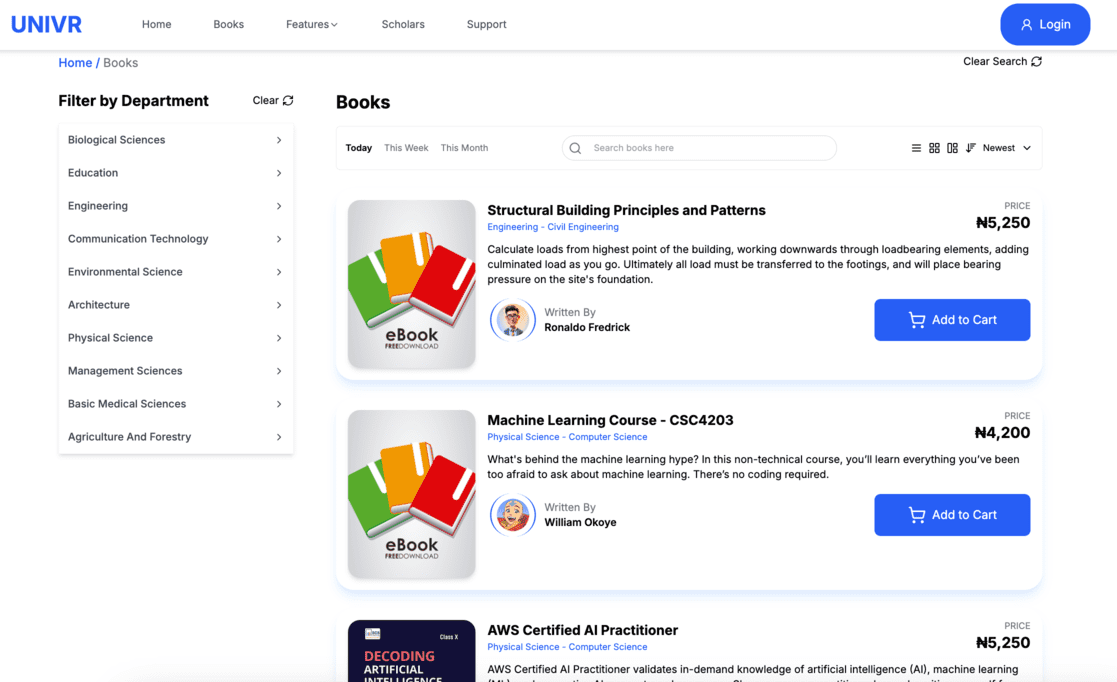 UNIVR
Home
Books
Features
Scholars
Support
Login
Home / Books
Clear Search
Filter by Department
Clear
Biological Sciences
Education
Engineering
Communication Technology
Environmental Science
Architecture
Physical Science
Management Sciences
Basic Medical Sciences
Agriculture And Forestry
Books
Today
This Week
This Month
Search books here
Newest
eBook
FREEDOWNLOAD
Structural Building Principles and Patterns
Engineering - Civil Engineering
PRICE
₦5,250
Calculate loads from highest point of the building, working downwards through loadbearing elements, adding
culminated load as you go. Ultimately all load must be transferred to the footings, and will place bearing
pressure on the site's foundation.
Written By
Ronaldo Fredrick
Add to Cart
eBook
FREEDOWNLOAD
Machine Learning Course - CSC4203
Physical Science - Computer Science
PRICE
₦4,200
What's behind the machine learning hype? In this non-technical course, you’ll learn everything you’ve been
too afraid to ask about machine learning. There’s no coding required.
Written By
William Okoye
Add to Cart
Class X
DECODING
ARTIFICIAL
INTELLIGENCE
AWS Certified AI Practitioner
Physical Science - Computer Science
PRICE
₦5,250
AWS Certified AI Practitioner validates in-demand knowledge of artificial intelligence (AI), machine learning